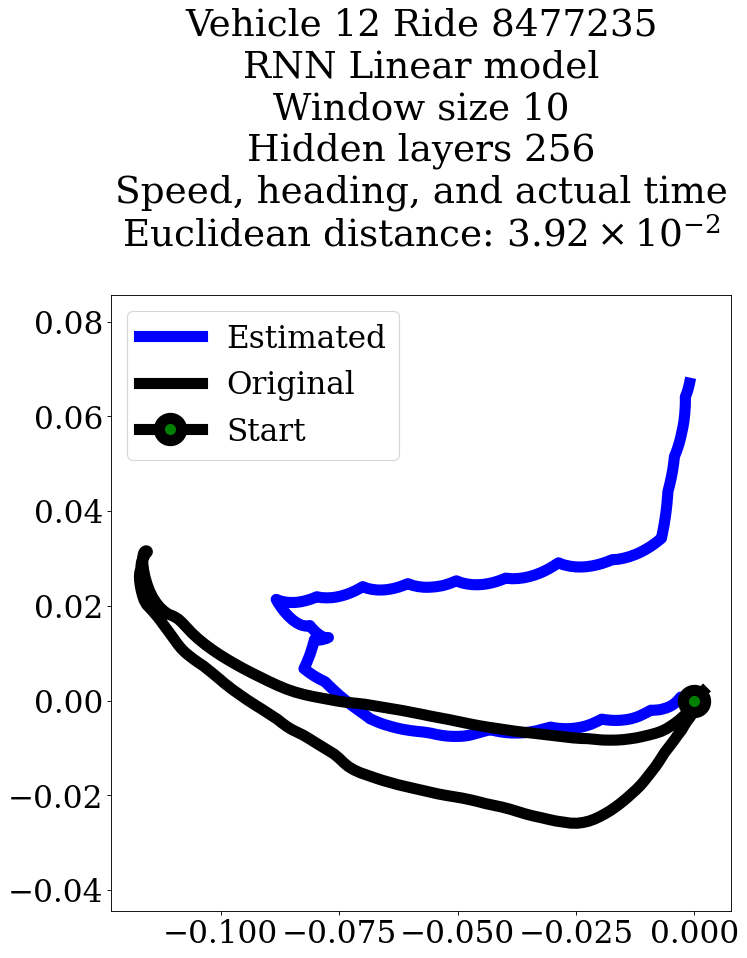 Vehicle 12 Ride 8477235
RNN Linear model
Window size 10
Hidden layers 256
Speed, heading, and actual time
Euclidean distance: 3.92 × 10⁻²
Estimated
Original
Start
0.08
0.06
0.04
0.02
0.00
−0.02
−0.04
−0.100 −0.075 −0.050 −0.025 0.000